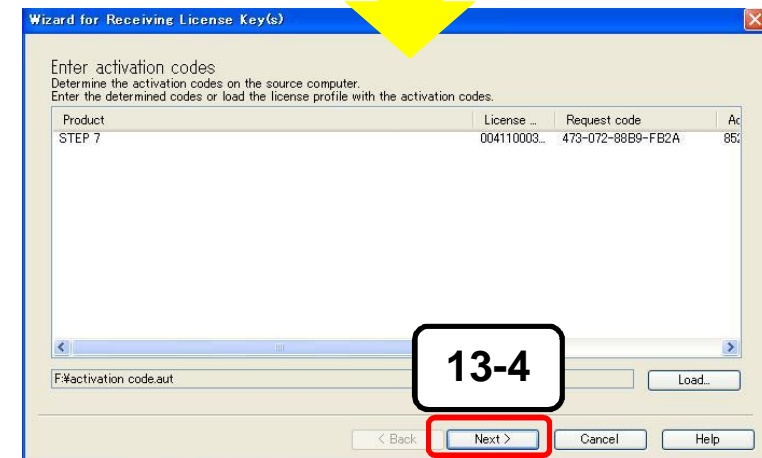 Wizard for Receiving License Key(s)
Enter activation codes
Determine the activation codes on the source computer.
Enter the determined codes or load the license profile with the activation codes.
Product License ... Request code Ac
STEP 7 004110003... 473-072-88B9-FB2A 852
13-4
F:¥activation code.aut Load...
< Back Next > Cancel Help